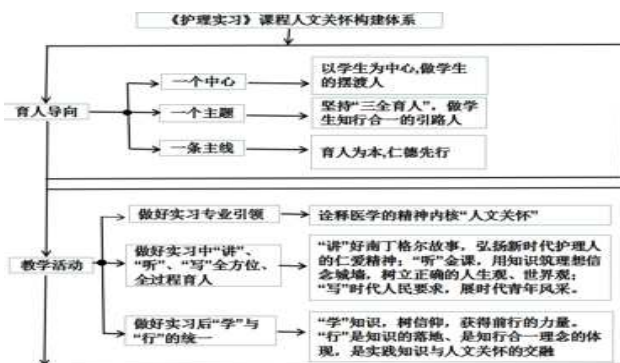 《护理实习》课程人文关怀构建体系
育人导向
一个中心
以学生为中心,做学生
的摆渡人
一个主题
坚持“三全育人”，做学
生知行合一的引路人
一条主线
育人为本,仁德先行
教学活动
做好实习专业引领
诠释医学的精神内核“人文关怀”
做好实习中“讲”、
“听”、“写”全方位、
全过程育人
“讲”好南丁格尔故事，弘扬新时代护理人
的仁爱精神；“听”金课，用知识筑理想信
念城墙，树立正确的人生观、世界观；
“写”时代人民要求，展时代青年风采。
做好实习后“学”与
“行”的统一
“学”知识，树信仰，获得前行的力量。
“行”是知识的落地、是知行合一理念的体
现，是实践知识与人文关怀的交融